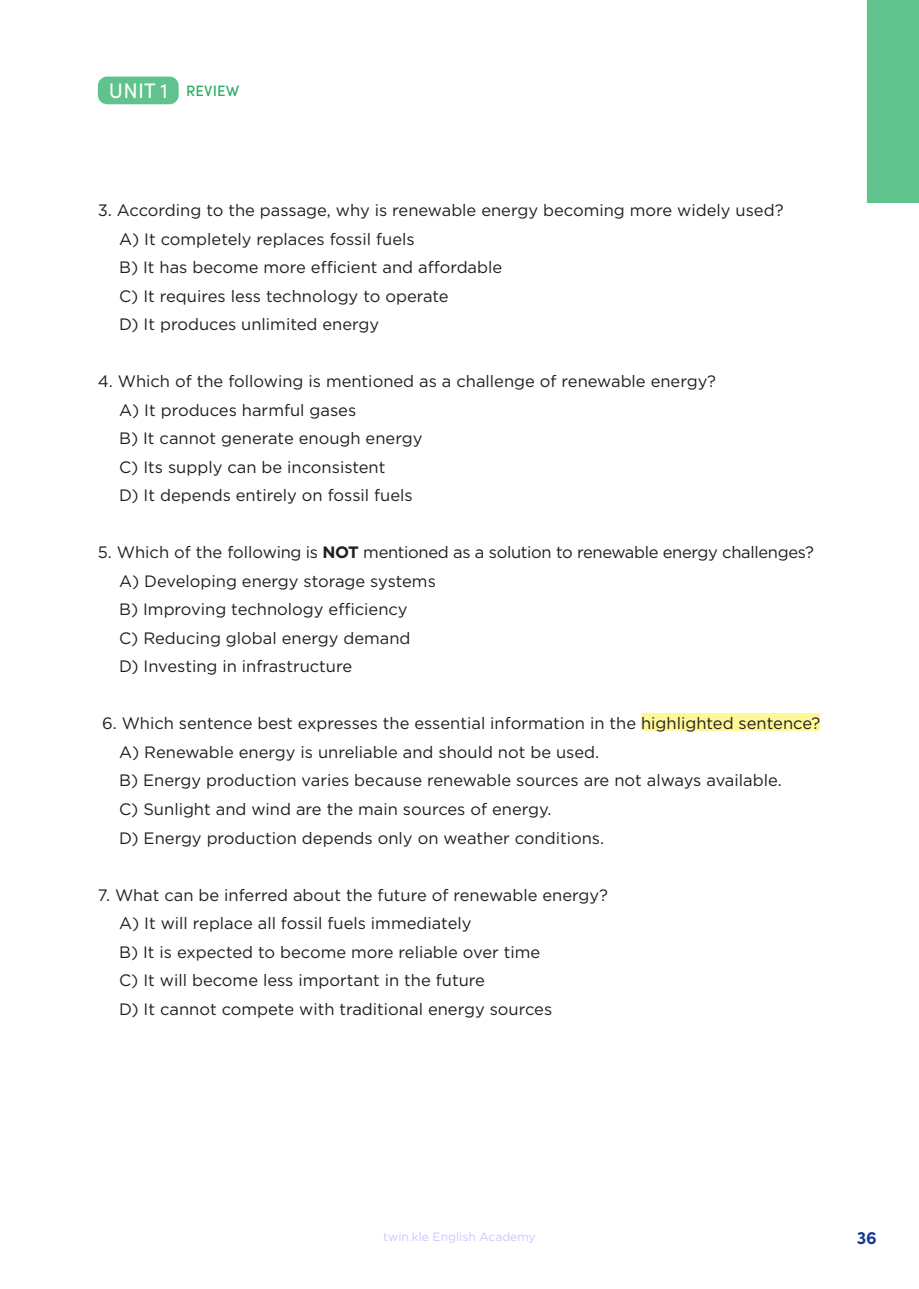 UNIT 1 REVIEW
3. According to the passage, why is renewable energy becoming more widely used?
A) It completely replaces fossil fuels
B) It has become more efficient and affordable
C) It requires less technology to operate
D) It produces unlimited energy
4. Which of the following is mentioned as a challenge of renewable energy?
A) It produces harmful gases
B) It cannot generate enough energy
C) Its supply can be inconsistent
D) It depends entirely on fossil fuels
5. Which of the following is NOT mentioned as a solution to renewable energy challenges?
A) Developing energy storage systems
B) Improving technology efficiency
C) Reducing global energy demand
D) Investing in infrastructure
6. Which sentence best expresses the essential information in the highlighted sentence?
A) Renewable energy is unreliable and should not be used.
B) Energy production varies because renewable sources are not always available.
C) Sunlight and wind are the main sources of energy.
D) Energy production depends only on weather conditions.
7. What can be inferred about the future of renewable energy?
A) It will replace all fossil fuels immediately
B) It is expected to become more reliable over time
C) It will become less important in the future
D) It cannot compete with traditional energy sources
twin.kle English Academy
36